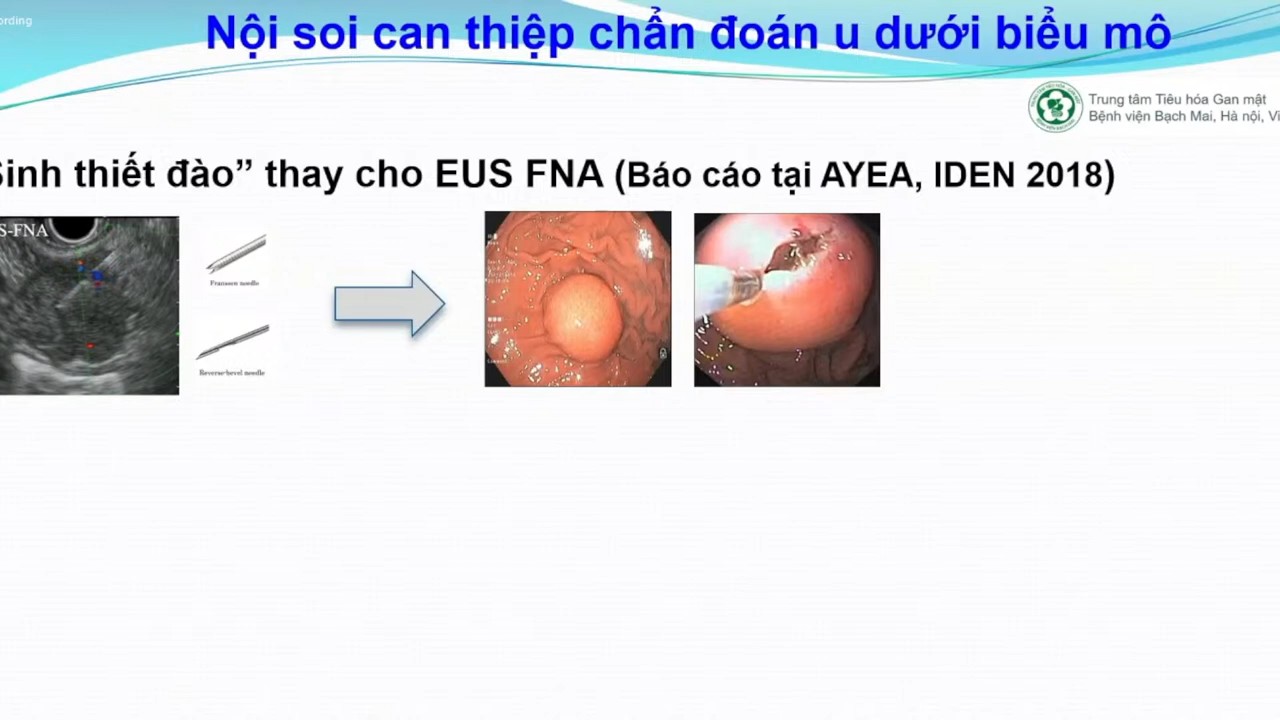 ording
Nội soi can thiệp chẩn đoán u dưới biểu mô
Trung tâm Tiêu hóa Gan mật
Bệnh viện Bạch Mai, Hà nội, Vi
Sinh thiết đào” thay cho EUS FNA (Báo cáo tại AYEA, IDEN 2018)
S-FNA
Franseen needle
Reverse-bevel needle